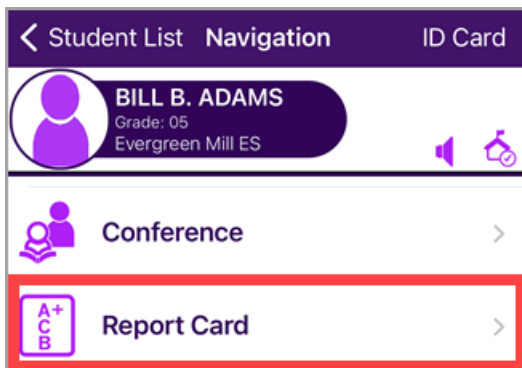 Student List Navigation ID Card
BILL B. ADAMS
Grade: 05
Evergreen Mill ES
Conference
A+
C
B
Report Card